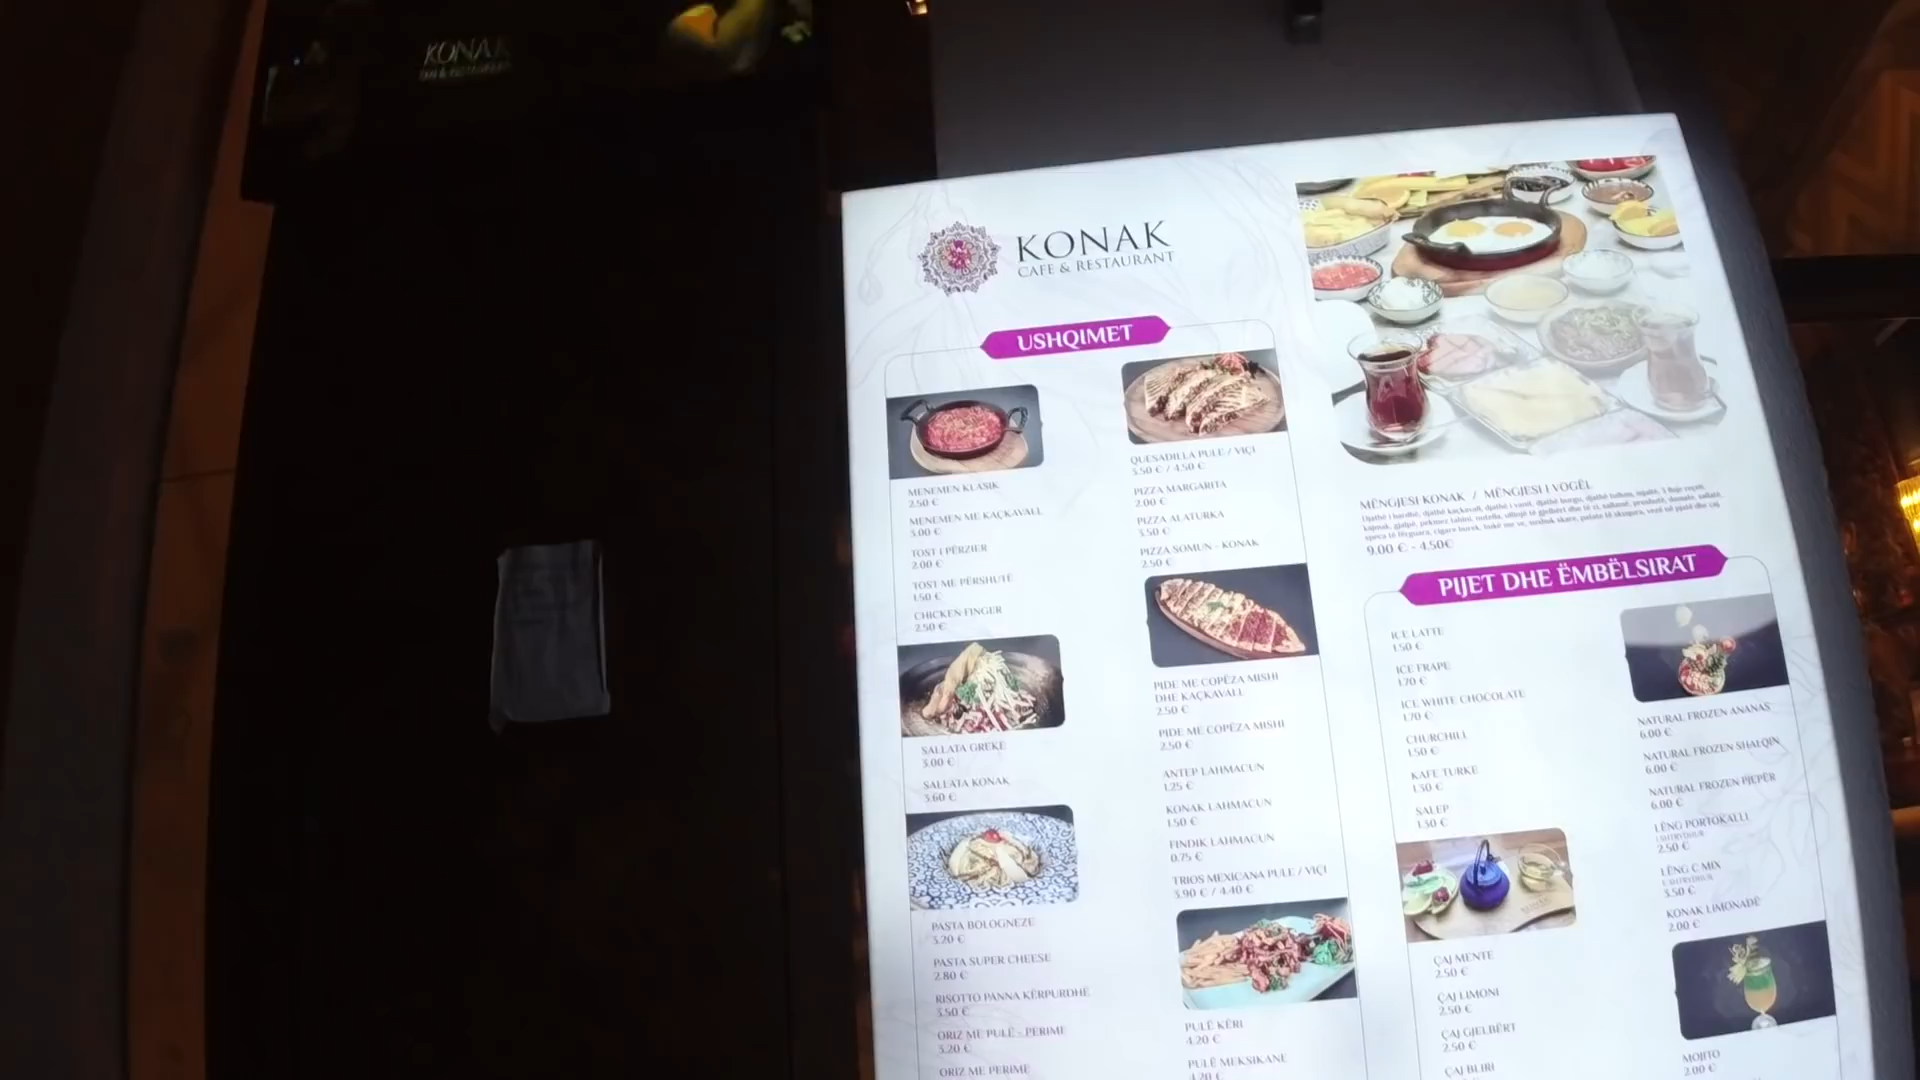 KONAK
KONAK
CAFE & RESTAURANT
USHQIMET
MENEMEN KLASIK
2.50 €
MENEMEN ME KAÇKAVALL
3.00 €
TOST I PËRZIER
2.00 €
TOST ME PËRSHUTË
1.50 €
CHICKEN FINGER
2.50 €
SALLATA GREKE
3.00 €
SALLATA KONAK
3.60 €
PASTA BOLOGNEZE
3.20 €
PASTA SUPER CHEESE
2.80 €
RISOTTO PANNA KËRPURDHË
3.50 €
ORIZ ME PULË - PERIME
3.20 €
ORIZ ME PERIME
QUESADILLA PULË / VIÇI
3.50 € / 4.50 €
PIZZA MARGARITA
2.00 €
PIZZA ALATURKA
3.50 €
PIZZA SOMUN - KONAK
2.50 €
PIDE ME COPËZA MISHI
DHE KAÇKAVALL
2.50 €
PIDE ME COPËZA MISHI
2.50 €
ANTEP LAHMACUN
1.25 €
KONAK LAHMACUN
1.50 €
FINDIK LAHMACUN
0.75 €
TRIOS MEXICANA PULË / VIÇI
3.90 € / 4.40 €
PULË KËRI
4.20 €
PULË MEKSIKANE
4.20 €
MËNGJESI KONAK / MËNGJESI I VOGËL
9.00 € - 4.50€
PIJET DHE ËMBËLSIRAT
ICE LATTE
1.50 €
ICE FRAPE
1.70 €
ICE WHITE CHOCOLATE
1.70 €
CHURCHILL
1.50 €
KAFE TURKE
1.30 €
SALEP
1.30 €
ÇAJ MENTE
2.50 €
ÇAJ LIMONI
2.50 €
ÇAJ GJELBËRT
2.50 €
ÇAJ BLIRI
NATURAL FROZEN ANANAS
6.00 €
NATURAL FROZEN SHALQIN
6.00 €
NATURAL FROZEN PJEPËR
6.00 €
LËNG PORTOKALLI
2.50 €
LËNG C MIX
3.50 €
KONAK LIMONADË
2.00 €
MOJITO
2.00 €